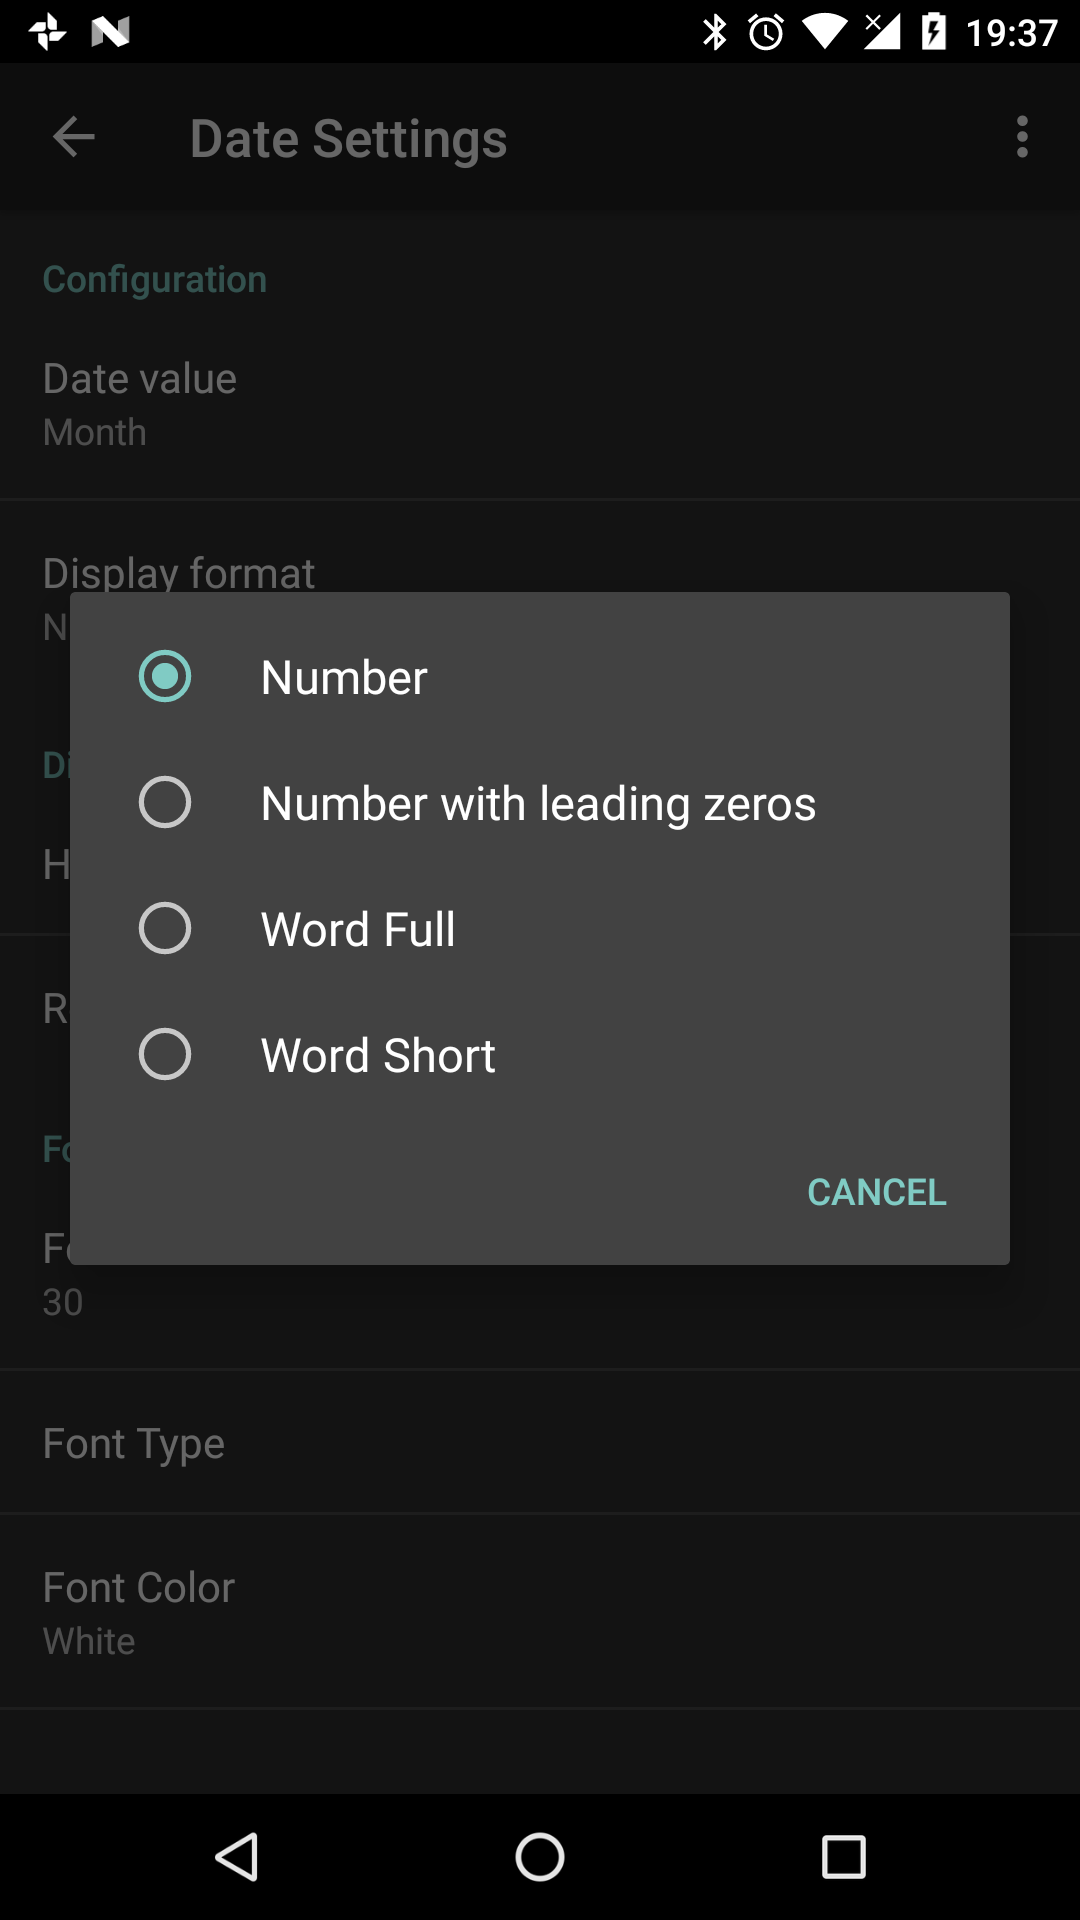 19:37
Date Settings
Configuration
Date value
Month
Display format
Number
Number with leading zeros
Word Full
Word Short
CANCEL
30
Font Type
Font Color
White